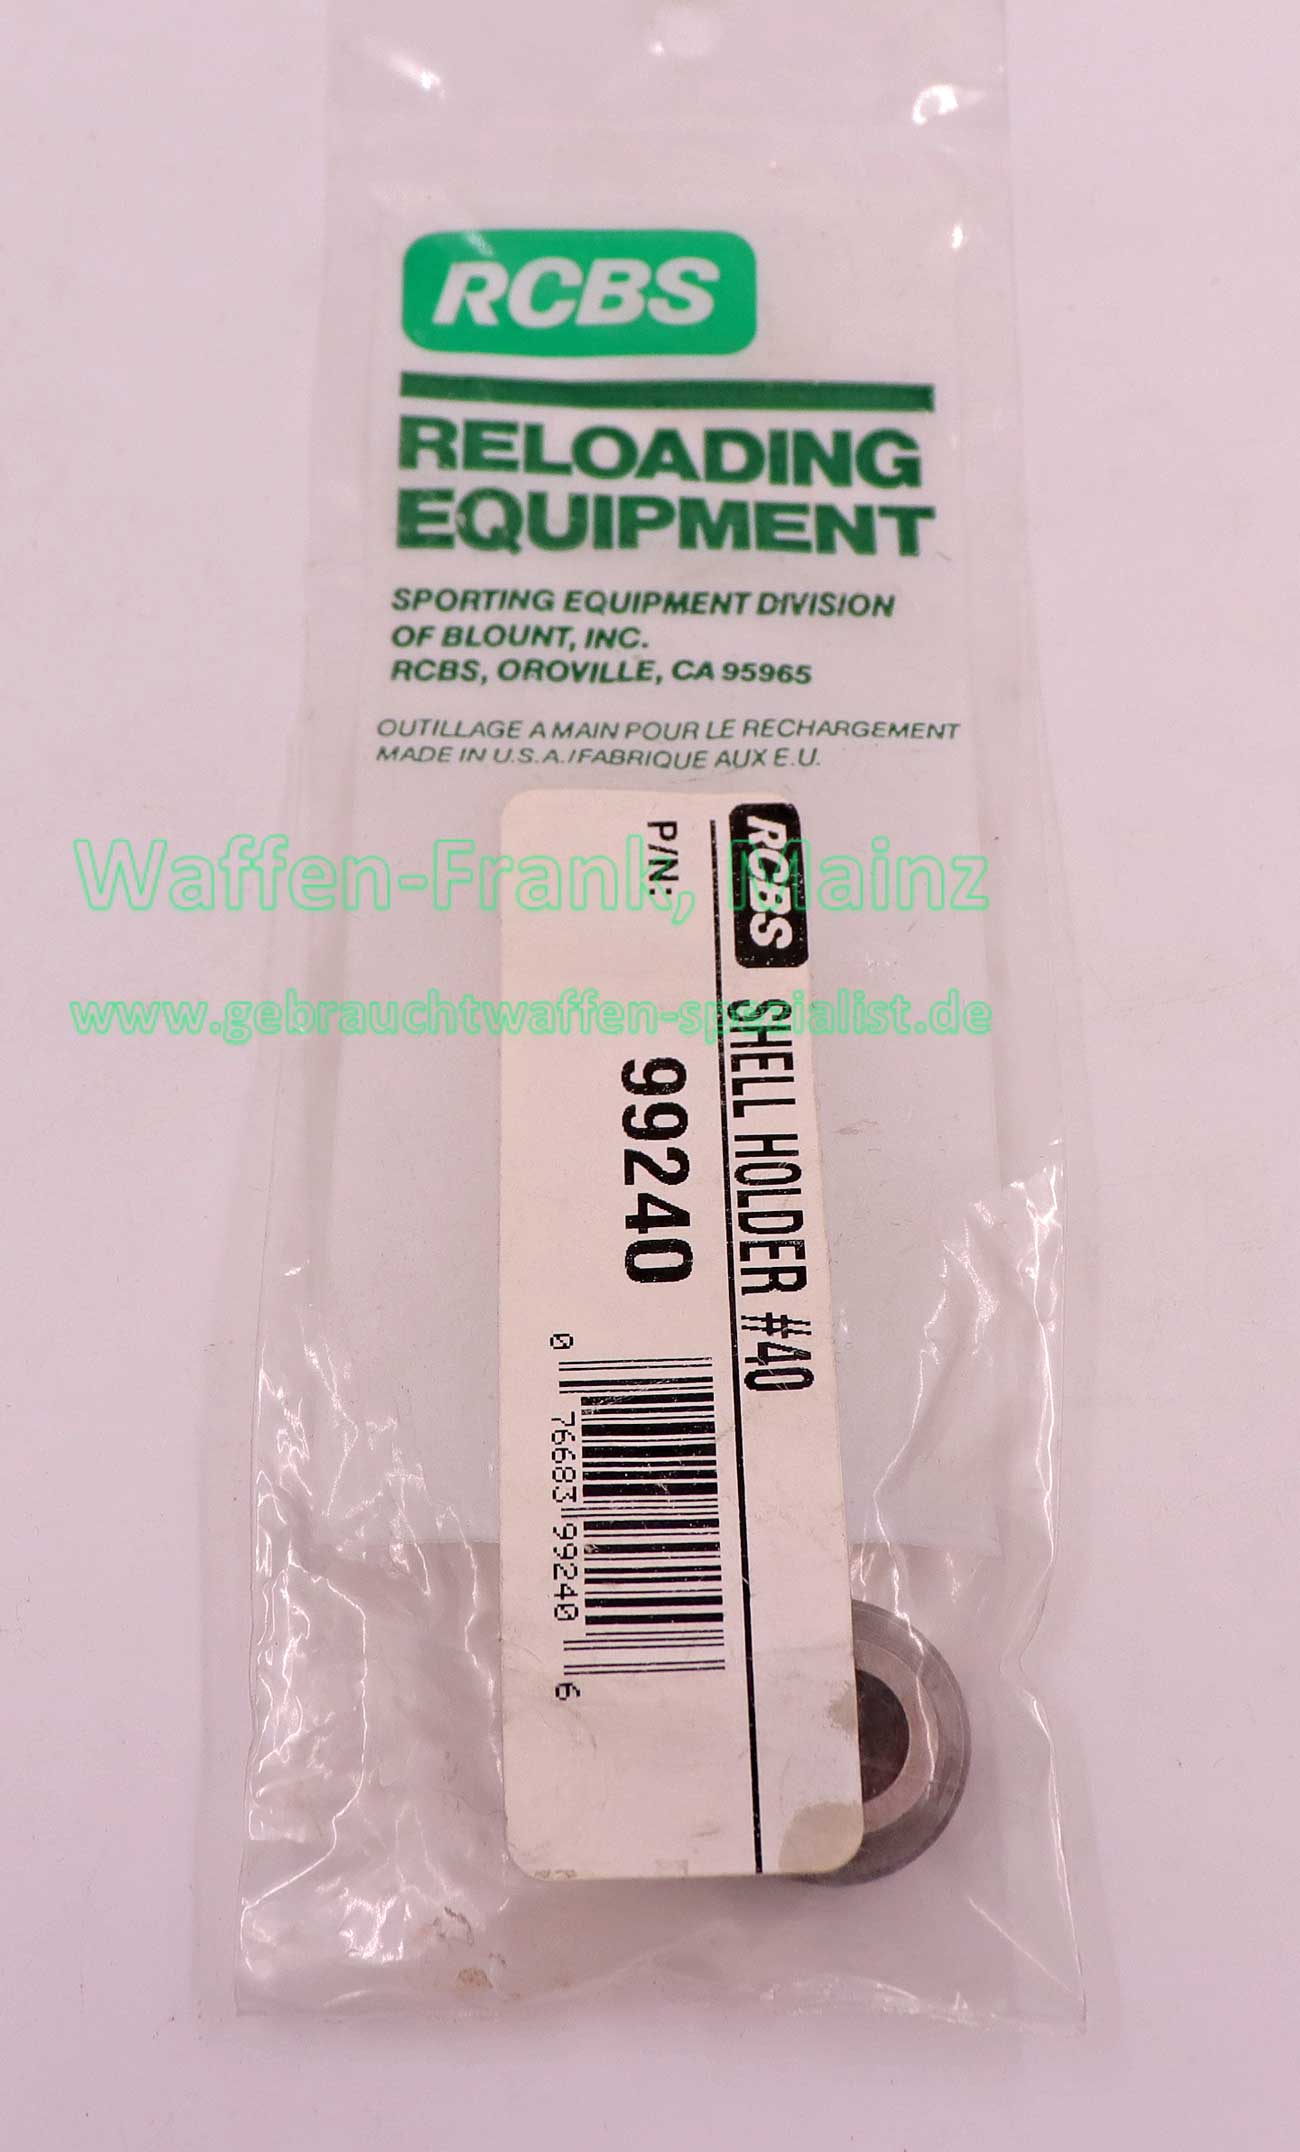 RCBS
RELOADING
EQUIPMENT
SPORTING EQUIPMENT DIVISION
OF BLOUNT, INC.
RCBS, OROVILLE, CA 95965
OUTILLAGE A MAIN POUR LE RECHARGEMENT
MADE IN U.S.A./FABRIQUE AUX E.U.
Waffen-Frank, Mainz
www.gebrauchtwaffen-spezialist.de
RCBS SHELL HOLDER #40
P/N: 99240
0 76683 99240 6